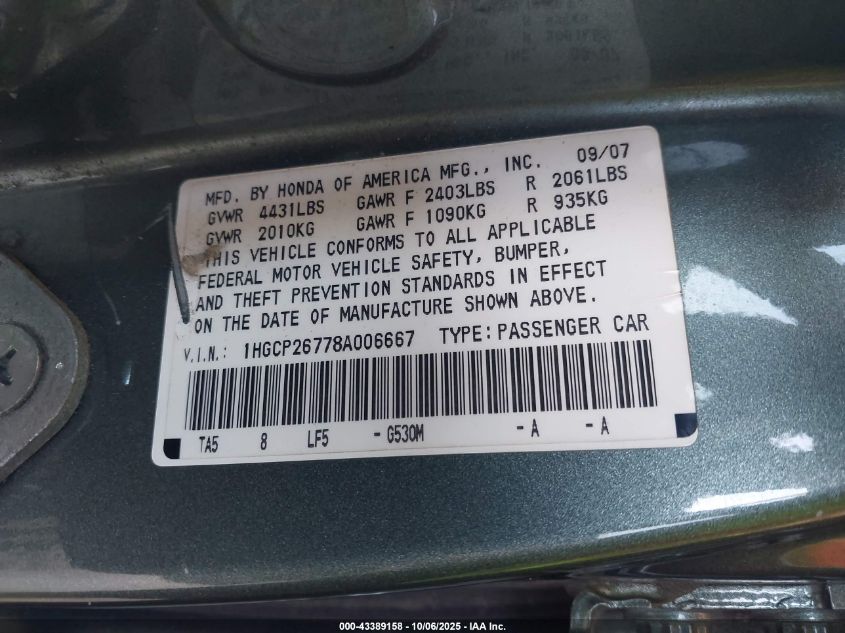 MFD. BY HONDA OF AMERICA MFG., INC. 09/07
GVWR 4431LBS GAWR F 2403LBS R 2061LBS
GVWR 2010KG GAWR F 1090KG R 935KG
THIS VEHICLE CONFORMS TO ALL APPLICABLE
FEDERAL MOTOR VEHICLE SAFETY, BUMPER,
AND THEFT PREVENTION STANDARDS IN EFFECT
ON THE DATE OF MANUFACTURE SHOWN ABOVE.
V.I.N.: 1HGCP26778A006667 TYPE: PASSENGER CAR
TA5 8 LF5 -G530M -A -A
000-43389158 - 10/06/2025 - IAA Inc.